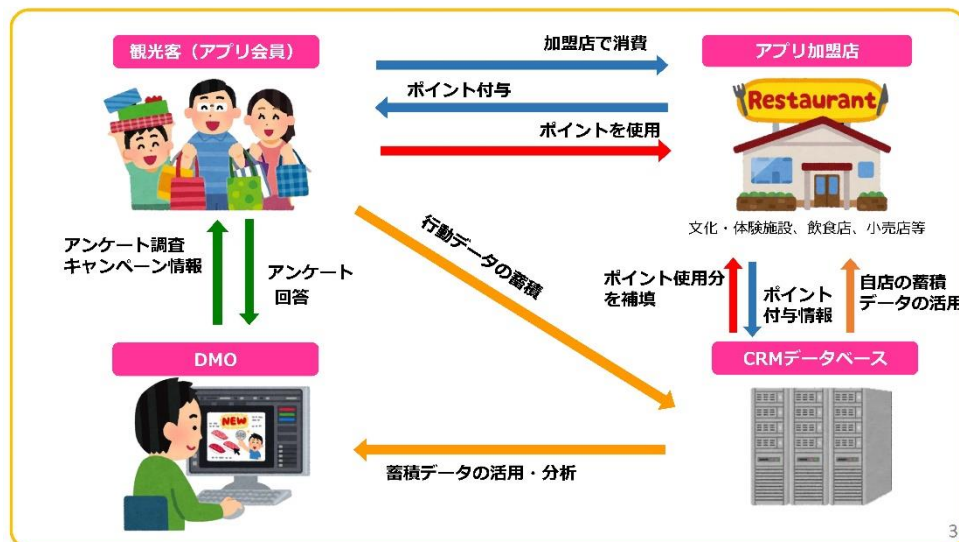 観光客（アプリ会員）
加盟店で消費
アプリ加盟店
ポイント付与
Restaurant
ポイントを使用
文化・体験施設、飲食店、小売店等
アンケート調査
キャンペーン情報
アンケート
回答
行動データの蓄積
ポイント使用分
を補填
ポイント
付与情報
自店の蓄積
データの活用
DMO
CRMデータベース
NEW
蓄積データの活用・分析
3